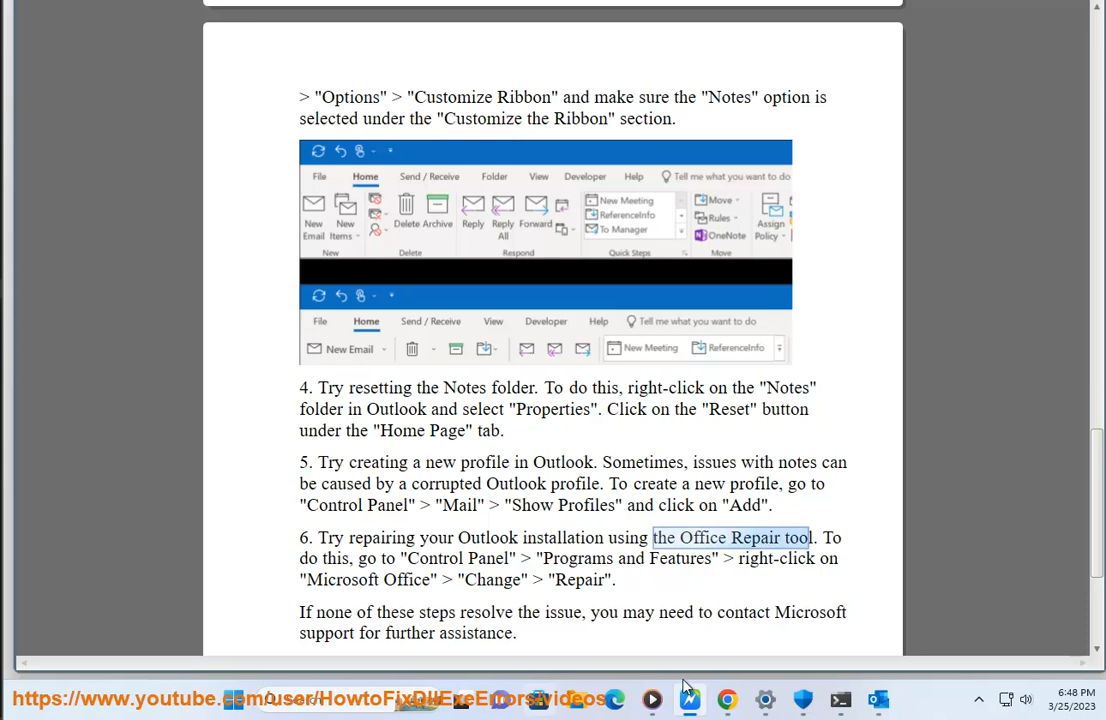 > "Options" > "Customize Ribbon" and make sure the "Notes" option is
selected under the "Customize the Ribbon" section.
File Home Send / Receive Folder View Developer Help Tell me what you want to do
New Email
New Items
Delete Archive
Reply
Reply All
Forward
New Meeting
ReferenceInfo
To Manager
Move
Rules
OneNote
Assign Policy
New Delete Respond Quick Steps Move
File Home Send / Receive View Developer Help Tell me what you want to do
New Email New Meeting ReferenceInfo
4. Try resetting the Notes folder. To do this, right-click on the "Notes"
folder in Outlook and select "Properties". Click on the "Reset" button
under the "Home Page" tab.
5. Try creating a new profile in Outlook. Sometimes, issues with notes can
be caused by a corrupted Outlook profile. To create a new profile, go to
"Control Panel" > "Mail" > "Show Profiles" and click on "Add".
6. Try repairing your Outlook installation using the Office Repair tool. To
do this, go to "Control Panel" > "Programs and Features" > right-click on
"Microsoft Office" > "Change" > "Repair".
If none of these steps resolve the issue, you may need to contact Microsoft
support for further assistance.
https://www.youtube.com/user/HowtoFixDllExeErrors/videos
6:48 PM
3/25/2023